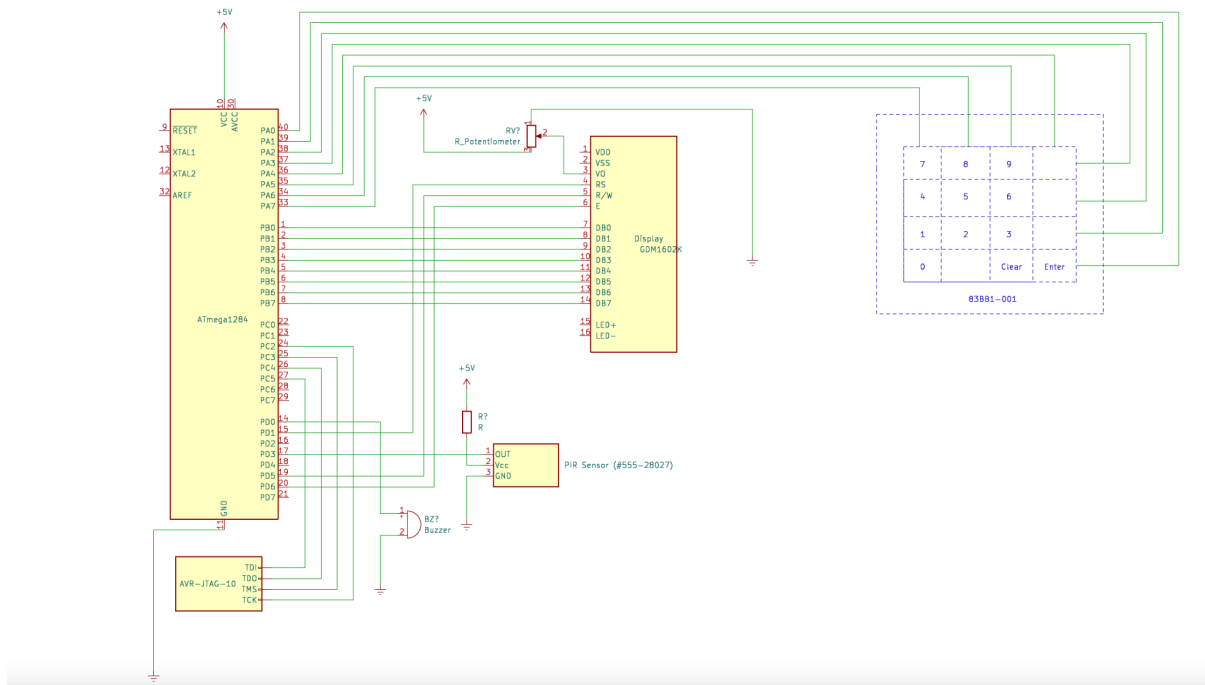 +5V
10
30
VCC
AVCC
9 RESET
13 XTAL1
12 XTAL2
32 AREF
PA0 40
PA1 39
PA2 38
PA3 37
PA4 36
PA5 35
PA6 34
PA7 33
PB0 1
PB1 2
PB2 3
PB3 4
PB4 5
PB5 6
PB6 7
PB7 8
ATmega1284
PC0 22
PC1 23
PC2 24
PC3 25
PC4 26
PC5 27
PC6 28
PC7 29
PD0 14
PD1 15
PD2 16
PD3 17
PD4 18
PD5 19
PD6 20
PD7 21
GND
11
AVR-JTAG-10
TDI
TDO
TMS
TCK
+5V
RV?
R_Potentiometer
1
2
3
1 VDD
2 VSS
3 VO
4 RS
5 R/W
6 E
7 DB0
8 DB1
9 DB2
10 DB3
11 DB4
12 DB5
13 DB6
14 DB7
15 LED+
16 LED-
Display
GDM1602K
+5V
R?
R
1 OUT
2 Vcc
3 GND
PIR Sensor (#555-28027)
1
+
2
BZ?
Buzzer
7 8 9
4 5 6
1 2 3
0 Clear Enter
83BB1-001